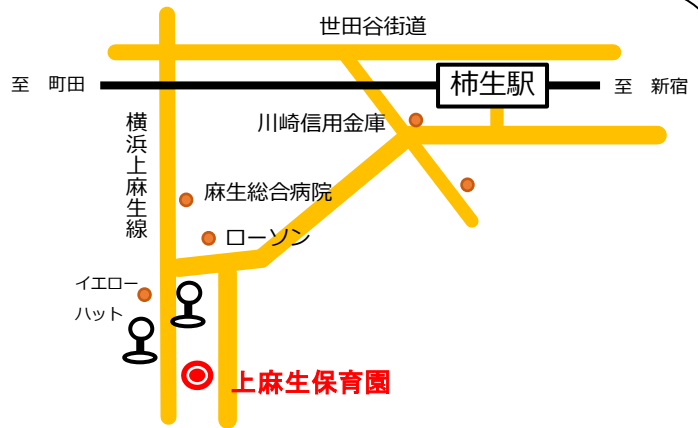 世田谷街道
至 町田
柿生駅
至 新宿
川崎信用金庫
横浜上麻生線
麻生総合病院
ローソン
イエロー
ハット
上麻生保育園